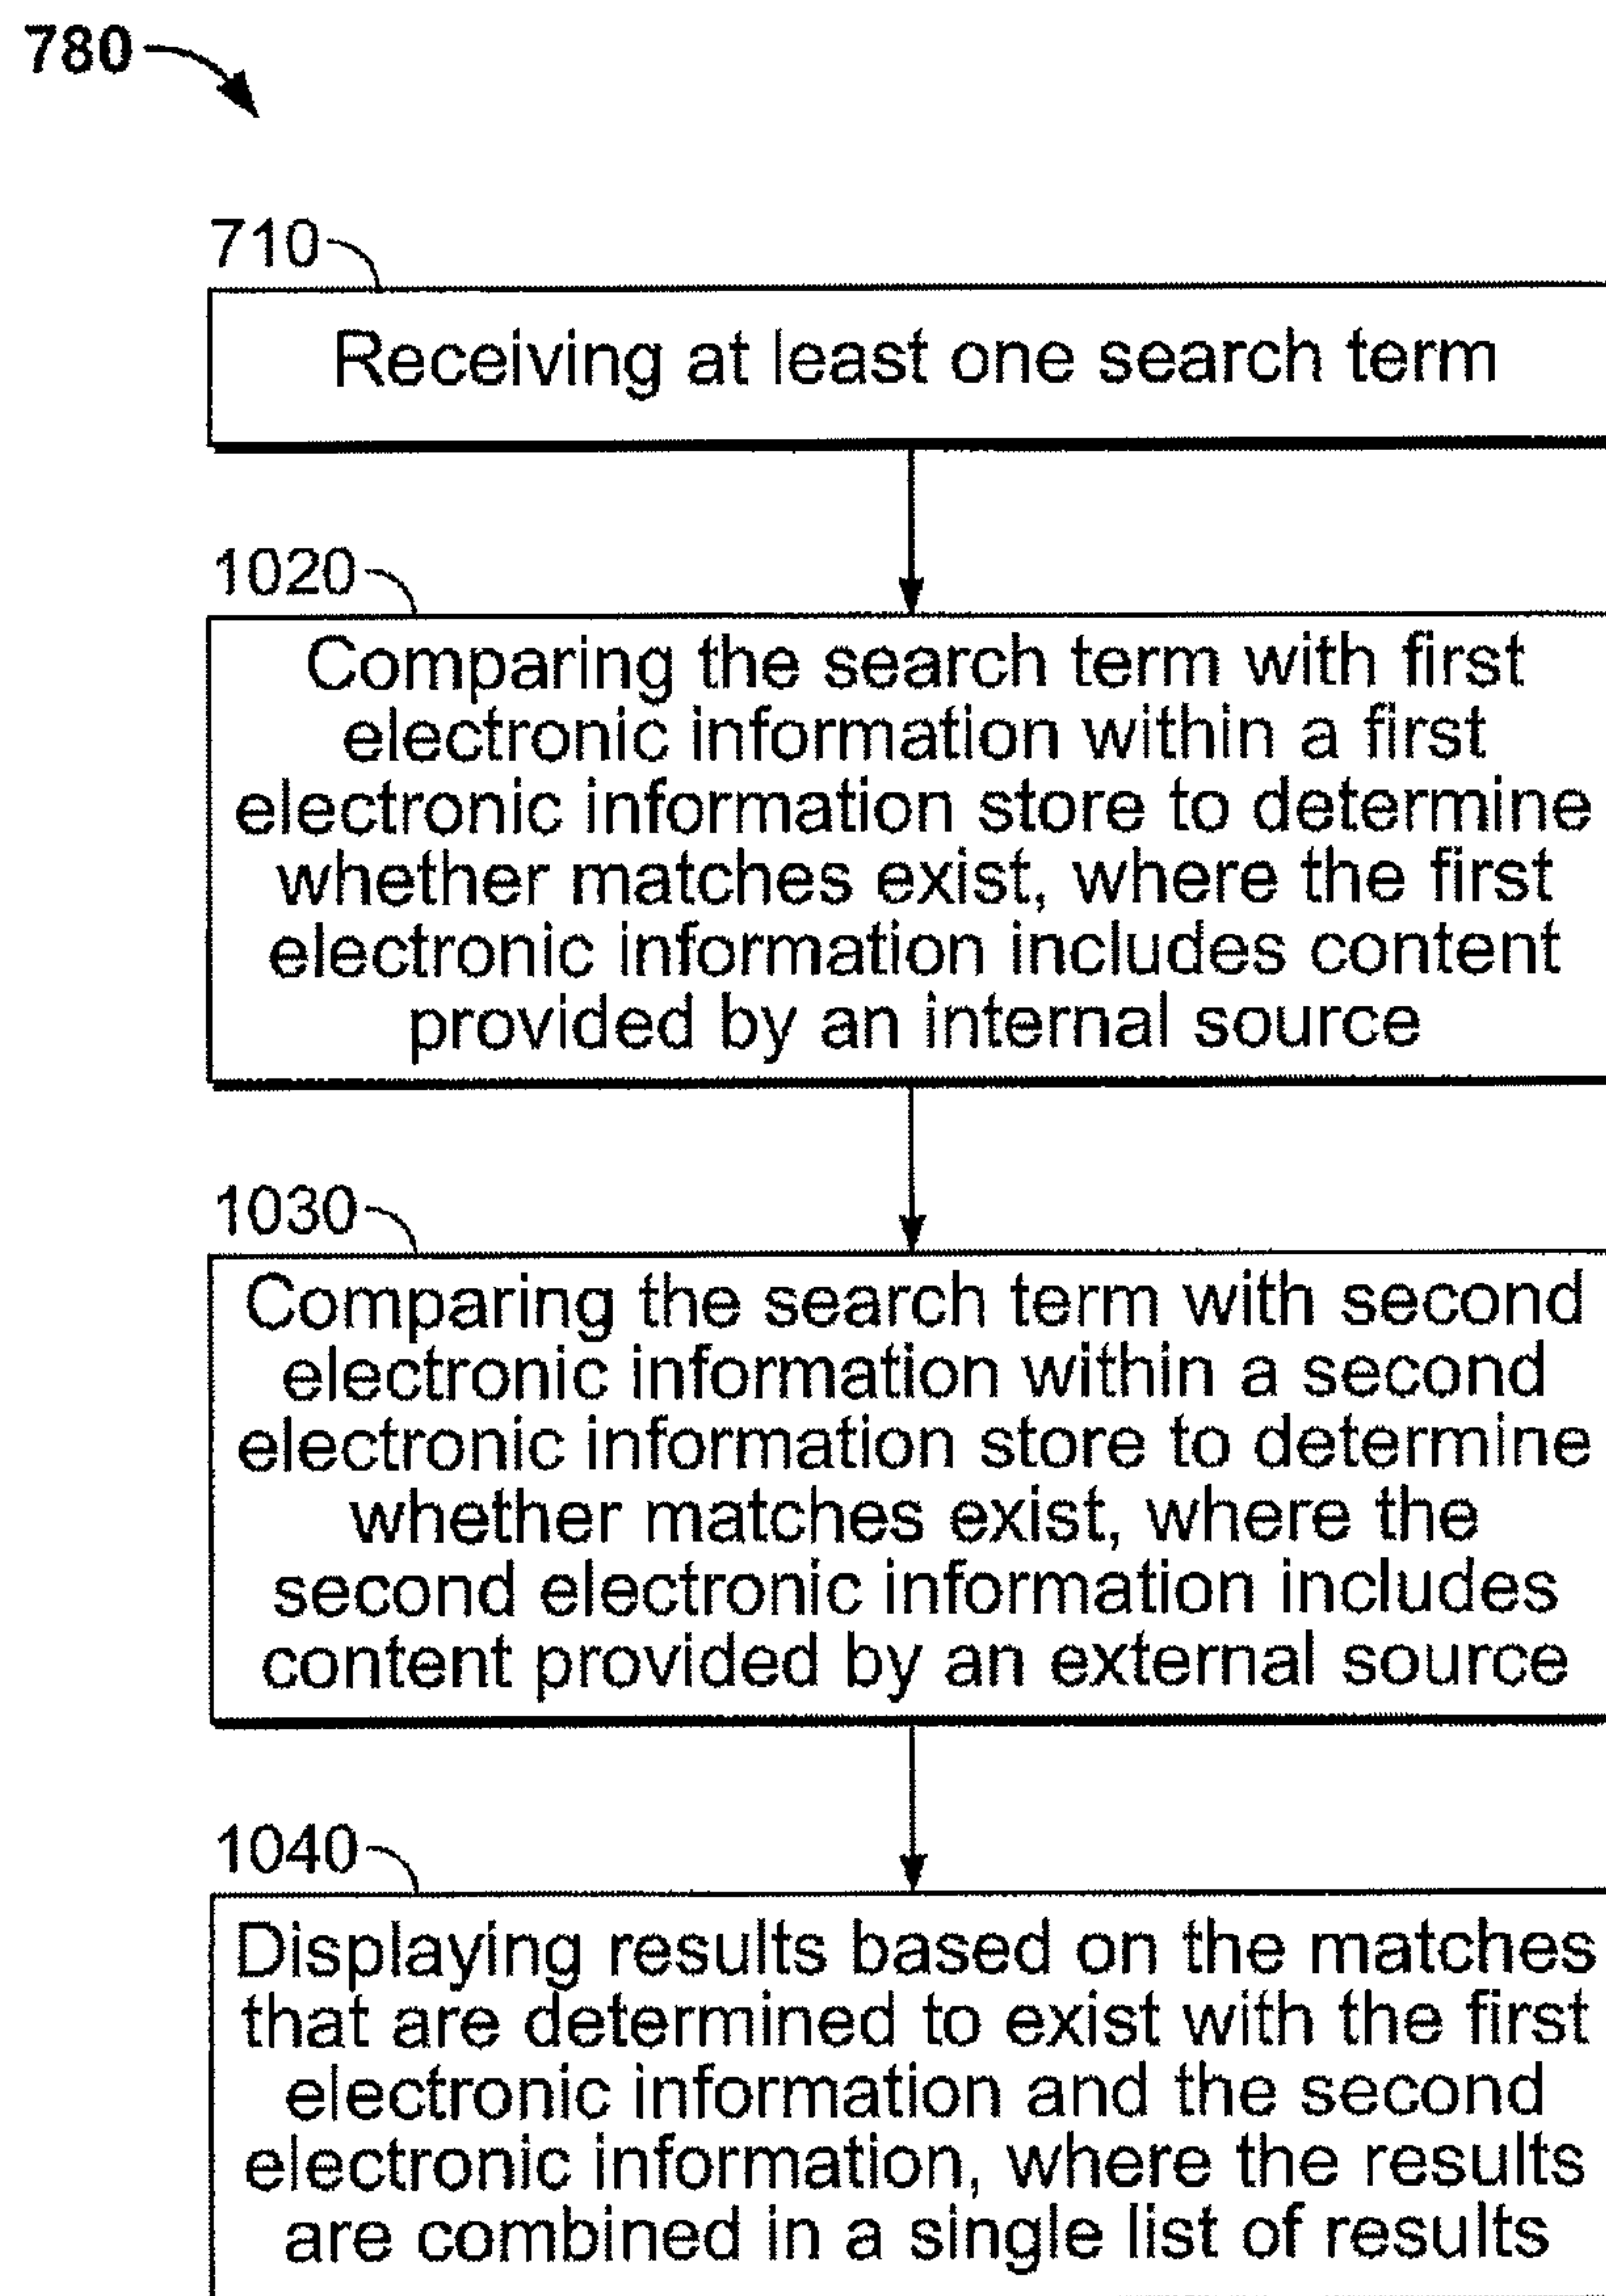 780
710
Receiving at least one search term
1020
Comparing the search term with first
electronic information within a first
electronic information store to determine
whether matches exist, where the first
electronic information includes content
provided by an internal source
1030
Comparing the search term with second
electronic information within a second
electronic information store to determine
whether matches exist, where the
second electronic information includes
content provided by an external source
1040
Displaying results based on the matches
that are determined to exist with the first
electronic information and the second
electronic information, where the results
are combined in a single list of results